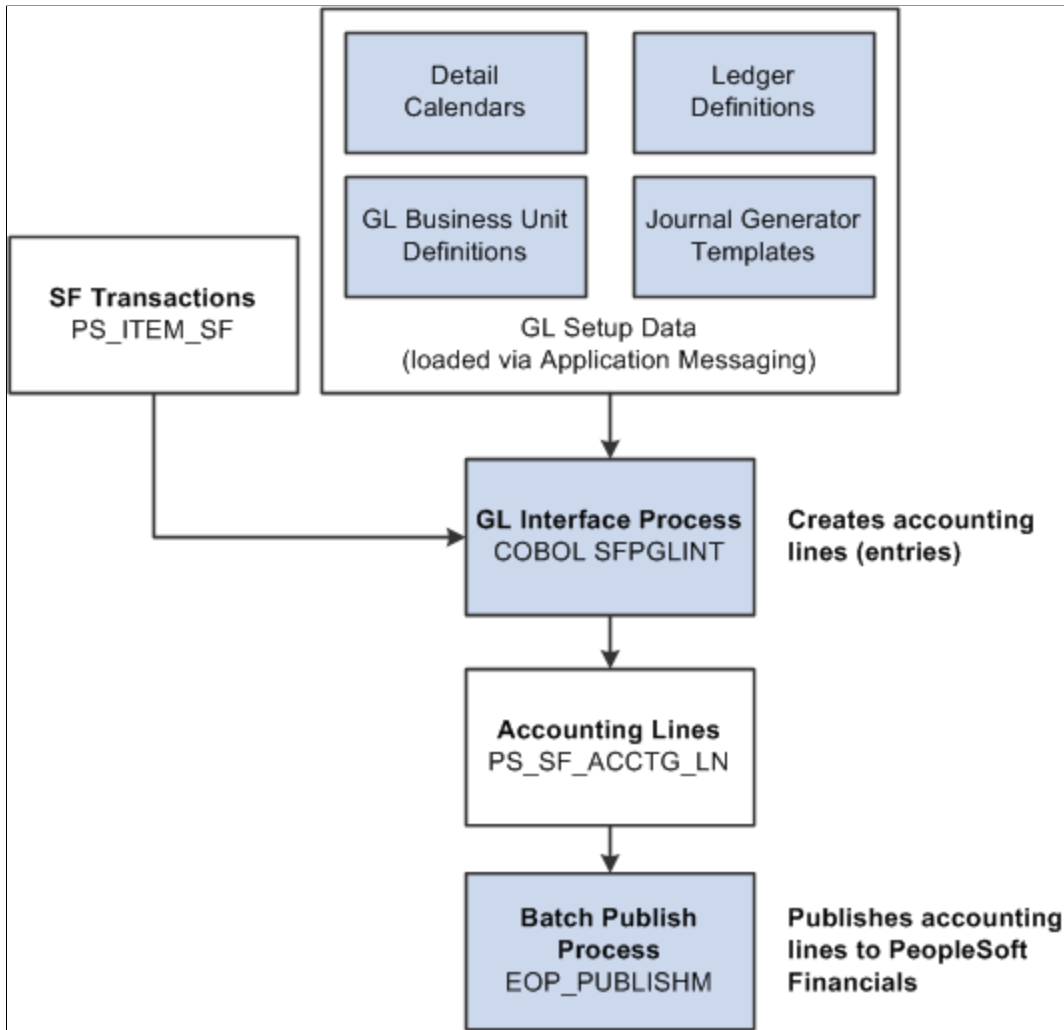 Detail
Calendars
Ledger
Definitions
GL Business Unit
Definitions
Journal Generator
Templates
GL Setup Data
(loaded via Application Messaging)
SF Transactions
PS_ITEM_SF
GL Interface Process
COBOL SFPGLINT
Creates accounting
lines (entries)
Accounting Lines
PS_SF_ACCTG_LN
Batch Publish
Process
EOP_PUBLISHM
Publishes accounting
lines to PeopleSoft
Financials